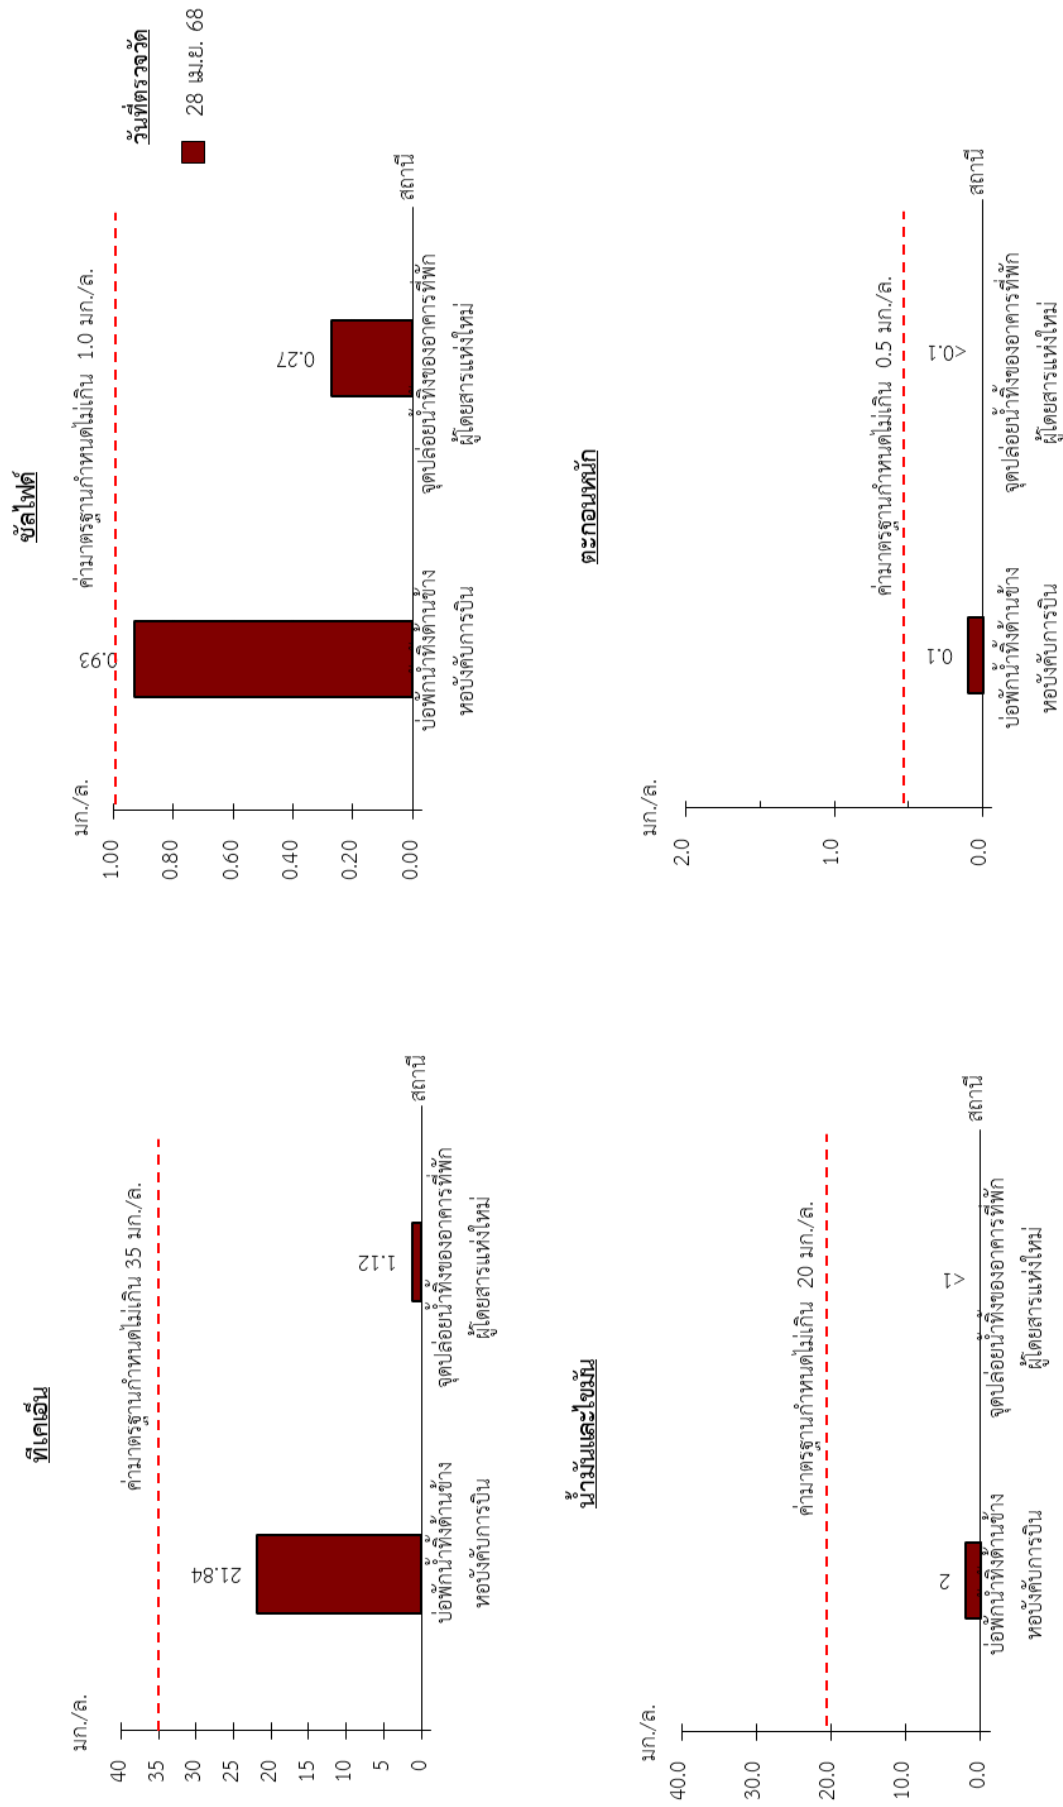 ทีเคเอ็น
มก./ล.
ค่ามาตรฐานกำหนดไม่เกิน 35 มก./ล.
40
35
30
25
20
15
10
5
0
21.84
1.12
สถานี
บ่อพักน้ำทิ้งด้านข้าง
หอบังคับการบิน
จุดปล่อยน้ำทิ้งของอาคารที่พัก
ผู้โดยสารแห่งใหม่
ซัลไฟด์
มก./ล.
ค่ามาตรฐานกำหนดไม่เกิน 1.0 มก./ล.
1.00
0.80
0.60
0.40
0.20
0.00
0.93
0.27
สถานี
บ่อพักน้ำทิ้งด้านข้าง
หอบังคับการบิน
จุดปล่อยน้ำทิ้งของอาคารที่พัก
ผู้โดยสารแห่งใหม่
วันที่ตรวจวัด
28 เม.ย. 68
น้ำมันและไขมัน
มก./ล.
ค่ามาตรฐานกำหนดไม่เกิน 20 มก./ล.
40.0
30.0
20.0
10.0
0.0
2
<1
สถานี
บ่อพักน้ำทิ้งด้านข้าง
หอบังคับการบิน
จุดปล่อยน้ำทิ้งของอาคารที่พัก
ผู้โดยสารแห่งใหม่
ตะกอนหนัก
มก./ล.
ค่ามาตรฐานกำหนดไม่เกิน 0.5 มก./ล.
2.0
1.0
0.0
0.1
<0.1
สถานี
บ่อพักน้ำทิ้งด้านข้าง
หอบังคับการบิน
จุดปล่อยน้ำทิ้งของอาคารที่พัก
ผู้โดยสารแห่งใหม่